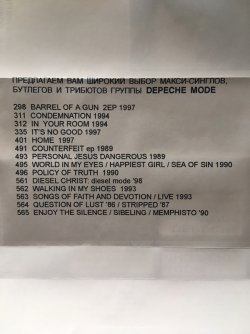 ПРЕДЛАГАЕМ ВАМ ШИРОКИЙ ВЫБОР МАКСИ-СИНГЛОВ,
БУТЛЕГОВ И ТРИБЮТОВ ГРУППЫ DEPECHE MODE
298 BARREL OF A GUN 2EP 1997
311 CONDEMNATION 1994
312 IN YOUR ROOM 1994
335 IT'S NO GOOD 1997
401 HOME 1997
491 COUNTERFEIT ep 1989
493 PERSONAL JESUS DANGEROUS 1989
495 WORLD IN MY EYES / HAPPIEST GIRL / SEA OF SIN 1990
496 POLICY OF TRUTH 1990
561 DIESEL CHRIST: diesel mode '98
562 WALKING IN MY SHOES 1993
563 SONGS OF FAITH AND DEVOTION / LIVE 1993
564 QUESTION OF LUST '86 / STRIPPED '87
565 ENJOY THE SILENCE / SIBELING / MEMPHISTO '90